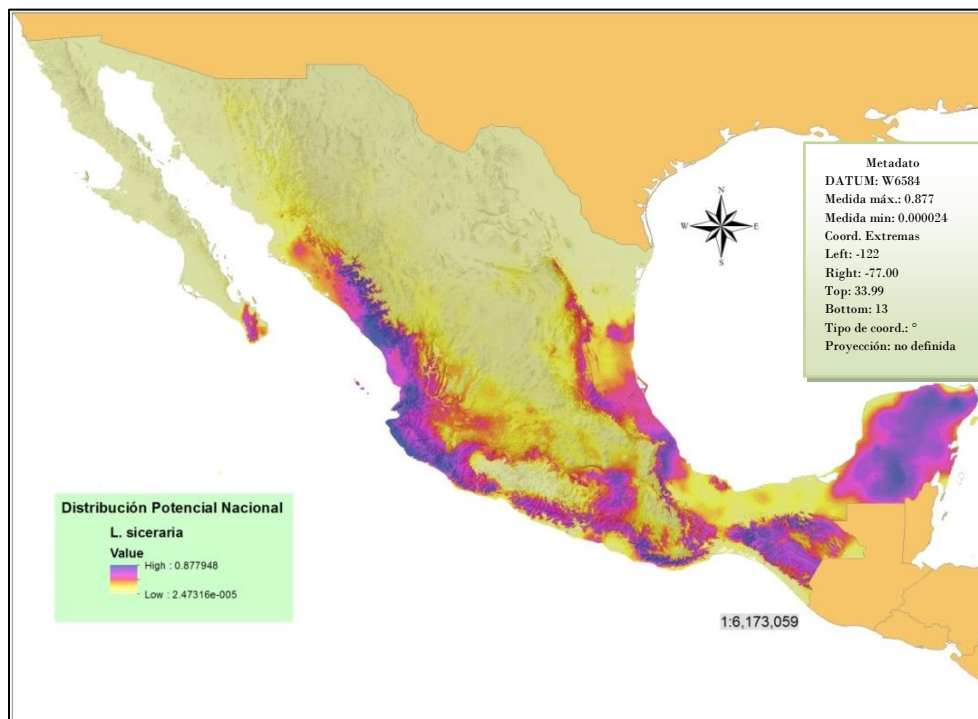 Metadato
DATUM: W6584
Medida máx.: 0.877
Medida min: 0.000024
Coord. Extremas
Left: -122
Right: -77.00
Top: 33.99
Bottom: 13
Tipo de coord.: °
Proyección: no definida
N
W E
S
Distribución Potencial Nacional
L. siceraria
Value
High : 0.877948
Low : 2.47316e-005
1:6,173,059